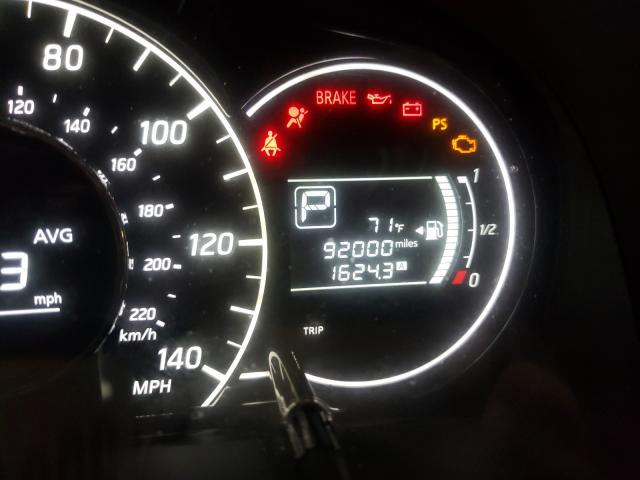 80
120
140
100
160
180
120
200
220
km/h
140
MPH
AVG
3
mph
BRAKE
PS
P
71°F
92000 miles
1624.3 A
1
1/2
0
TRIP